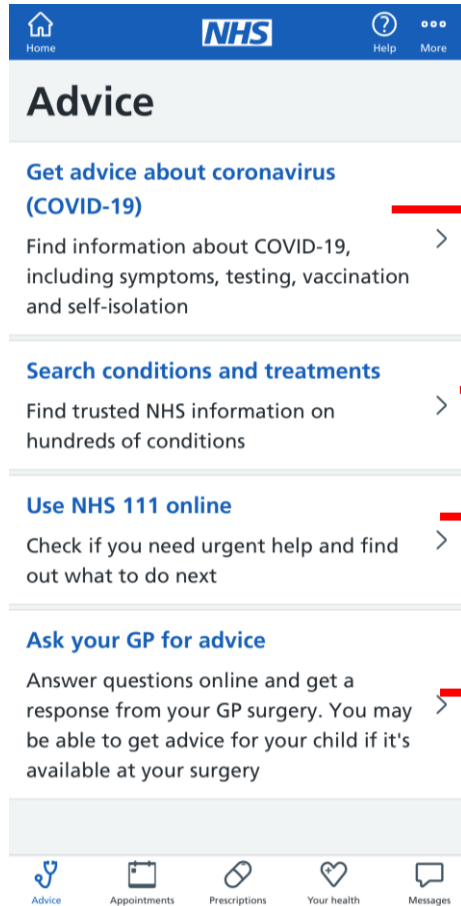 NHS
Home
Help
More
Advice
Get advice about coronavirus
(COVID-19)
Find information about COVID-19,
including symptoms, testing, vaccination
and self-isolation
Search conditions and treatments
Find trusted NHS information on
hundreds of conditions
Use NHS 111 online
Check if you need urgent help and find
out what to do next
Ask your GP for advice
Answer questions online and get a
response from your GP surgery. You may
be able to get advice for your child if it's
available at your surgery
Advice
Appointments
Prescriptions
Your health
Messages